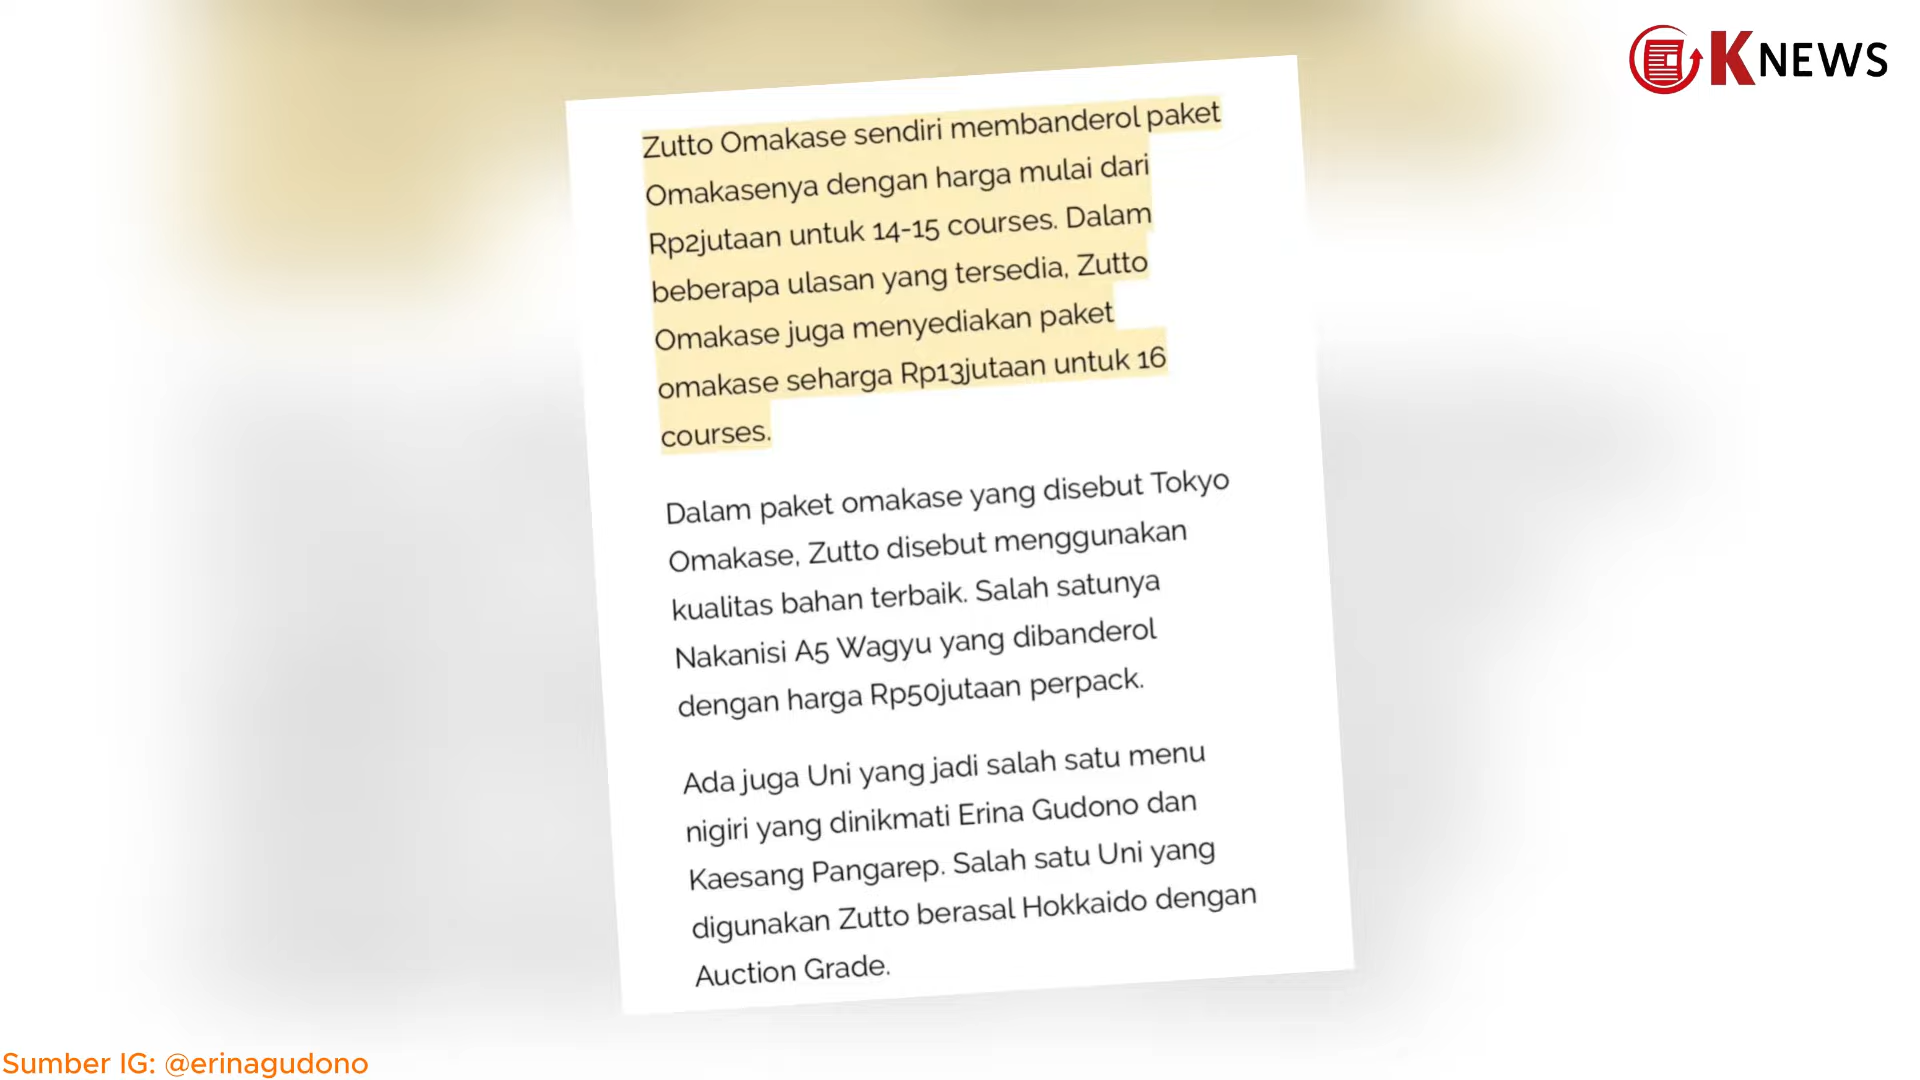 K NEWS
Zutto Omakase sendiri membanderol paket
Omakasenya dengan harga mulai dari
Rp2jutaan untuk 14-15 courses. Dalam
beberapa ulasan yang tersedia, Zutto
Omakase juga menyediakan paket
omakase seharga Rp13jutaan untuk 16
courses.
Dalam paket omakase yang disebut Tokyo
Omakase, Zutto disebut menggunakan
kualitas bahan terbaik. Salah satunya
Nakanisi A5 Wagyu yang dibanderol
dengan harga Rp50jutaan perpack.
Ada juga Uni yang jadi salah satu menu
nigiri yang dinikmati Erina Gudono dan
Kaesang Pangarep. Salah satu Uni yang
digunakan Zutto berasal Hokkaido dengan
Auction Grade.
Sumber IG: @erinagudono